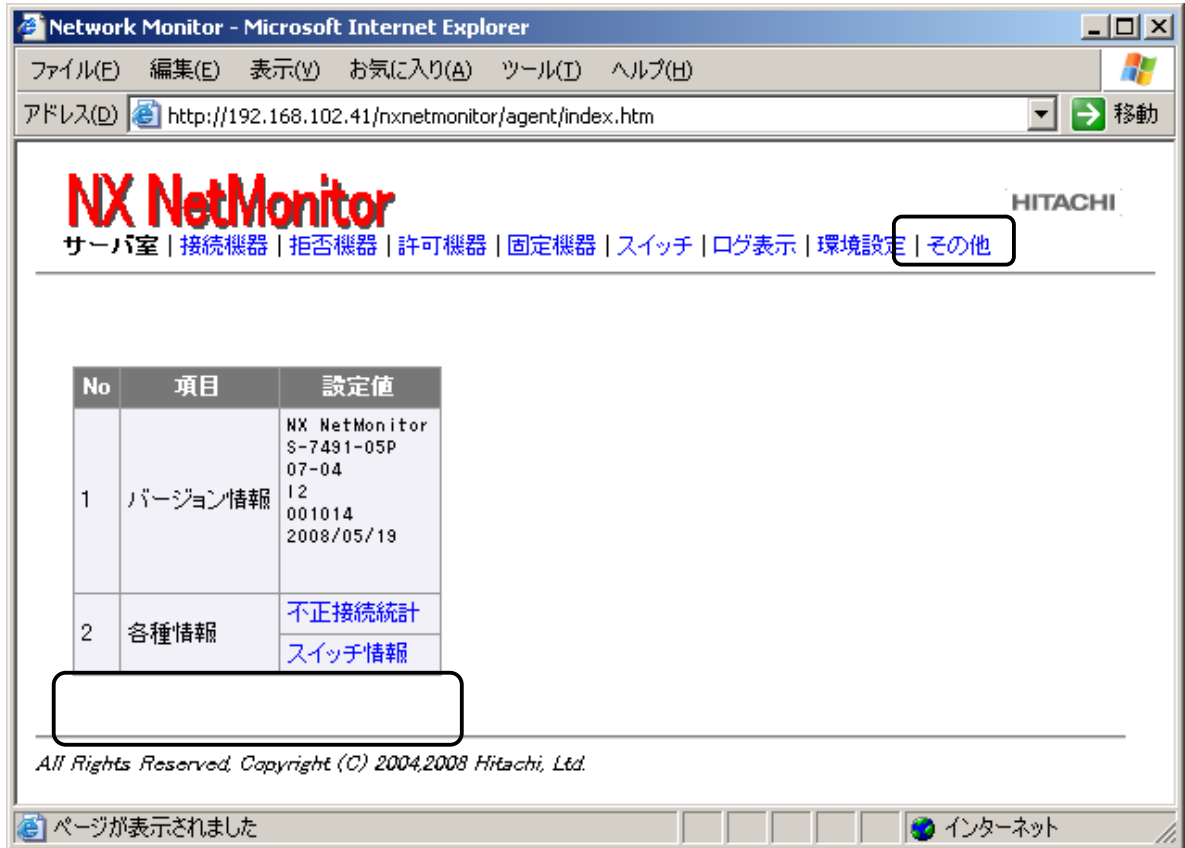 Network Monitor - Microsoft Internet Explorer
ファイル(F) 編集(E) 表示(V) お気に入り(A) ツール(T) ヘルプ(H)
アドレス(D) http://192.168.102.41/nxnetmonitor/agent/index.htm 移動
NX NetMonitor
HITACHI
サーバ室 | 接続機器 | 拒否機器 | 許可機器 | 固定機器 | スイッチ | ログ表示 | 環境設定 | その他
No 項目 設定値
NX NetMonitor
S-7491-05P
07-04
1 バージョン情報 I2
001014
2008/05/19
2 各種情報 不正接続統計
スイッチ情報
All Rights Reserved, Copyright (C) 2004,2008 Hitachi, Ltd.
ページが表示されました インターネット